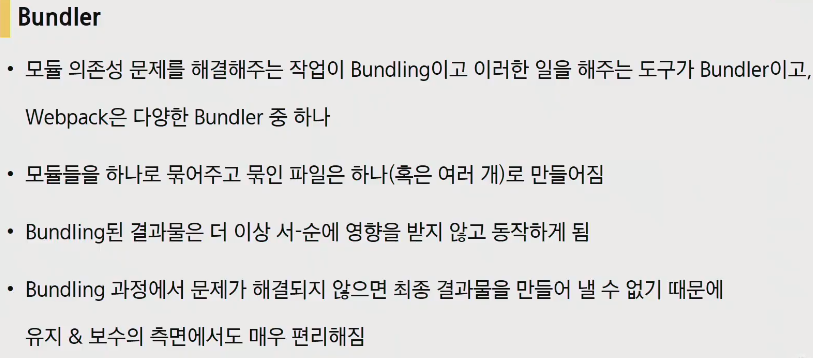 Bundler
• 모듈 의존성 문제를 해결해주는 작업이 Bundling이고 이러한 일을 해주는 도구가 Bundler이고,
Webpack은 다양한 Bundler 중 하나
• 모듈들을 하나로 묶어주고 묶인 파일은 하나(혹은 여러 개)로 만들어짐
• Bundling된 결과물은 더 이상 서-순에 영향을 받지 않고 동작하게 됨
• Bundling 과정에서 문제가 해결되지 않으면 최종 결과물을 만들어 낼 수 없기 때문에
유지 & 보수의 측면에서도 매우 편리해짐